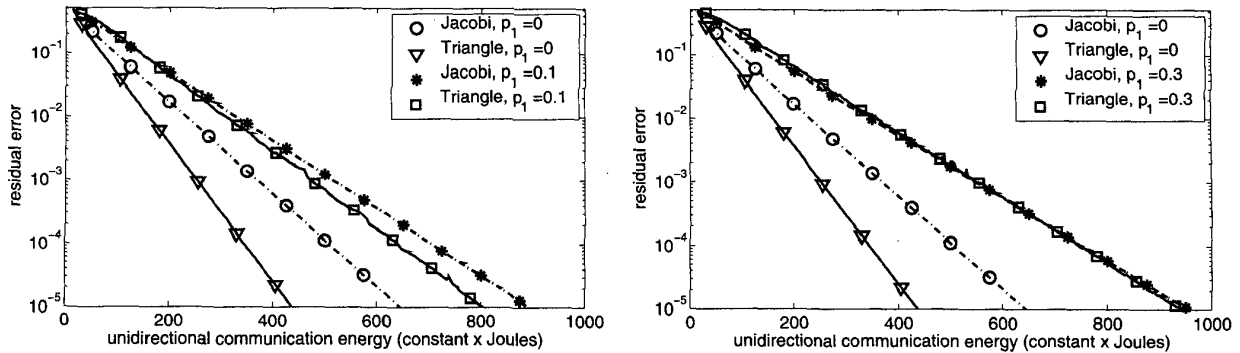 10⁻¹
10⁻²
10⁻³
10⁻⁴
10⁻⁵
residual error
0 200 400 600 800 1000
unidirectional communication energy (constant x Joules)
Jacobi, p₁=0
Triangle, p₁=0
Jacobi, p₁=0.1
Triangle, p₁=0.1
10⁻¹
10⁻²
10⁻³
10⁻⁴
10⁻⁵
residual error
0 200 400 600 800 1000
unidirectional communication energy (constant x Joules)
Jacobi, p₁=0
Triangle, p₁=0
Jacobi, p₁=0.3
Triangle, p₁=0.3